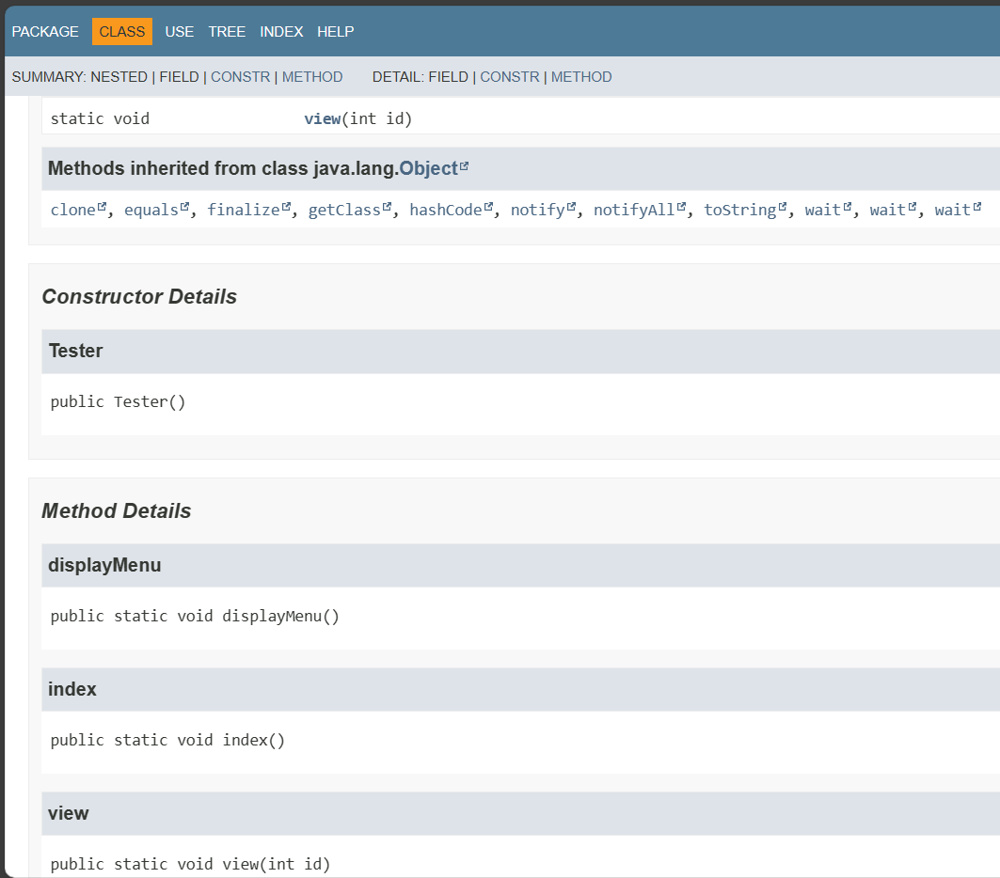 PACKAGE CLASS USE TREE INDEX HELP
SUMMARY: NESTED | FIELD | CONSTR | METHOD DETAIL: FIELD | CONSTR | METHOD
static void view(int id)
Methods inherited from class java.lang.Object
clone, equals, finalize, getClass, hashCode, notify, notifyAll, toString, wait, wait, wait
Constructor Details
Tester
public Tester()
Method Details
displayMenu
public static void displayMenu()
index
public static void index()
view
public static void view(int id)